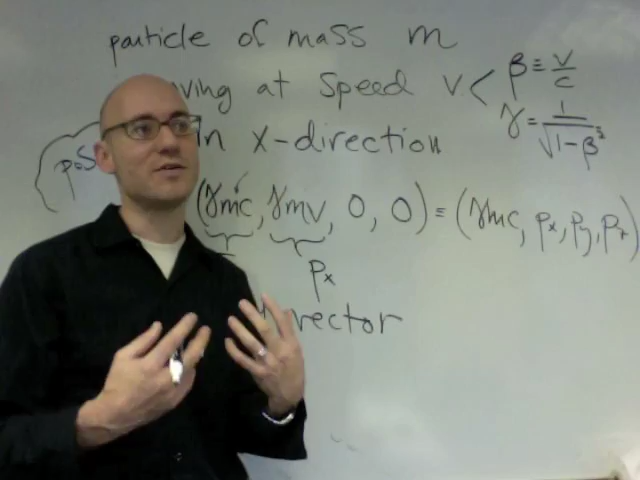 particle of mass m
ving at speed v < β ≡ v/c
in x-direction γ = 1/√(1-β²)
(γmc, γmv, 0, 0) ≡ (γmc, px, py, pz)
px
vector